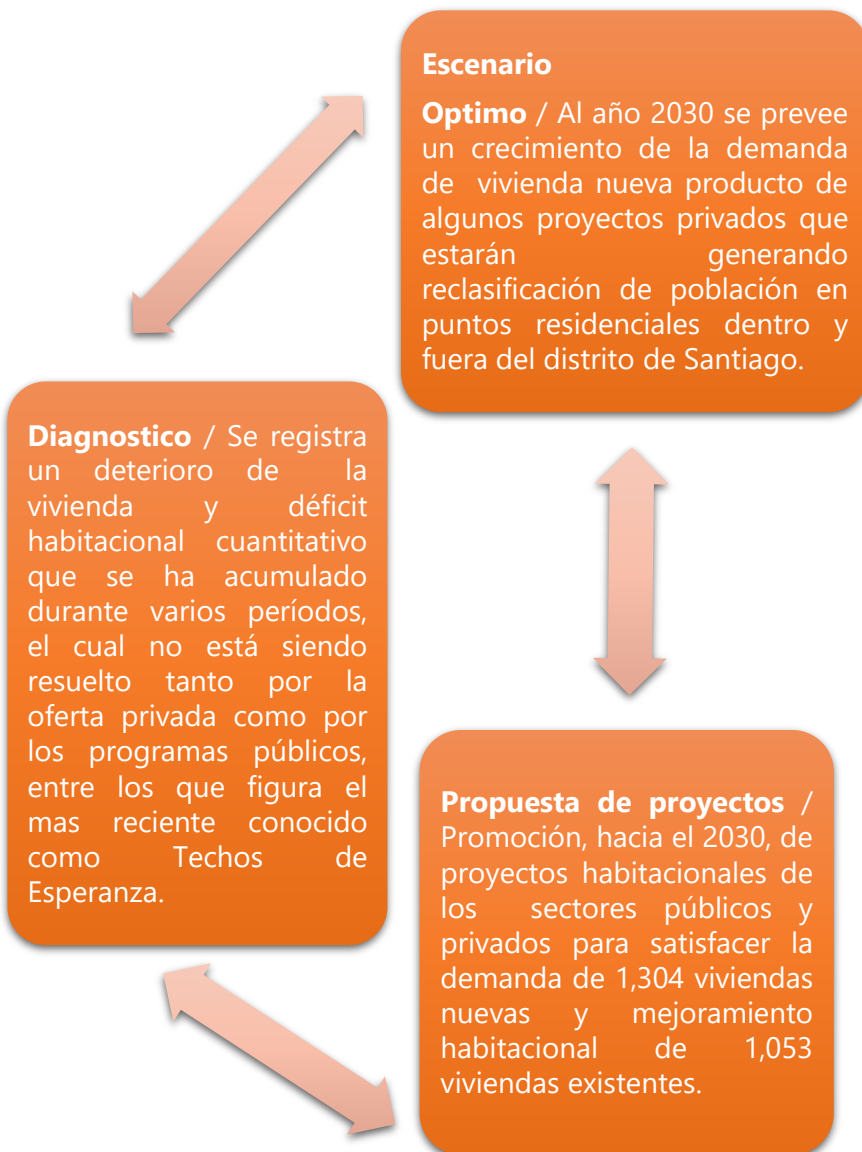 Escenario
Optimo / Al año 2030 se prevee
un crecimiento de la demanda
de vivienda nueva producto de
algunos proyectos privados que
estarán generando
reclasificación de población en
puntos residenciales dentro y
fuera del distrito de Santiago.
Diagnostico / Se registra
un deterioro de la
vivienda y déficit
habitacional cuantitativo
que se ha acumulado
durante varios períodos,
el cual no está siendo
resuelto tanto por la
oferta privada como por
los programas públicos,
entre los que figura el
mas reciente conocido
como Techos de
Esperanza.
Propuesta de proyectos /
Promoción, hacia el 2030, de
proyectos habitacionales de
los sectores públicos y
privados para satisfacer la
demanda de 1,304 viviendas
nuevas y mejoramiento
habitacional de 1,053
viviendas existentes.